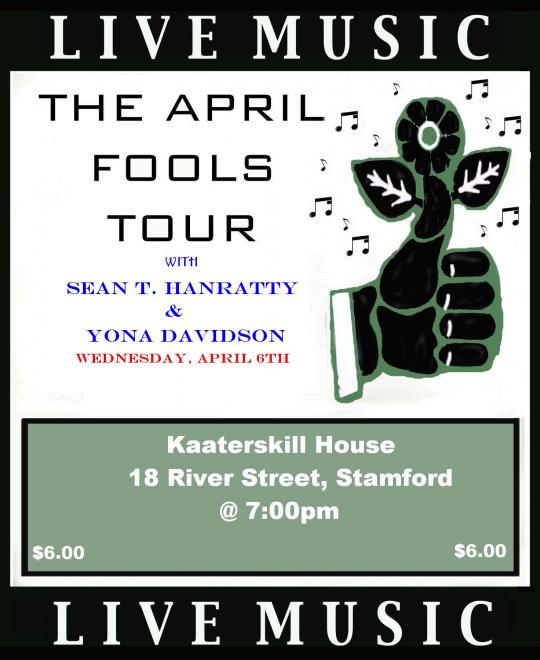 LIVE MUSIC
THE APRIL
FOOLS
TOUR
WITH
SEAN T. HANRATTY
&
YONA DAVIDSON
WEDNESDAY, APRIL 6TH
Kaaterskill House
18 River Street, Stamford
@ 7:00pm
$6.00 $6.00
LIVE MUSIC